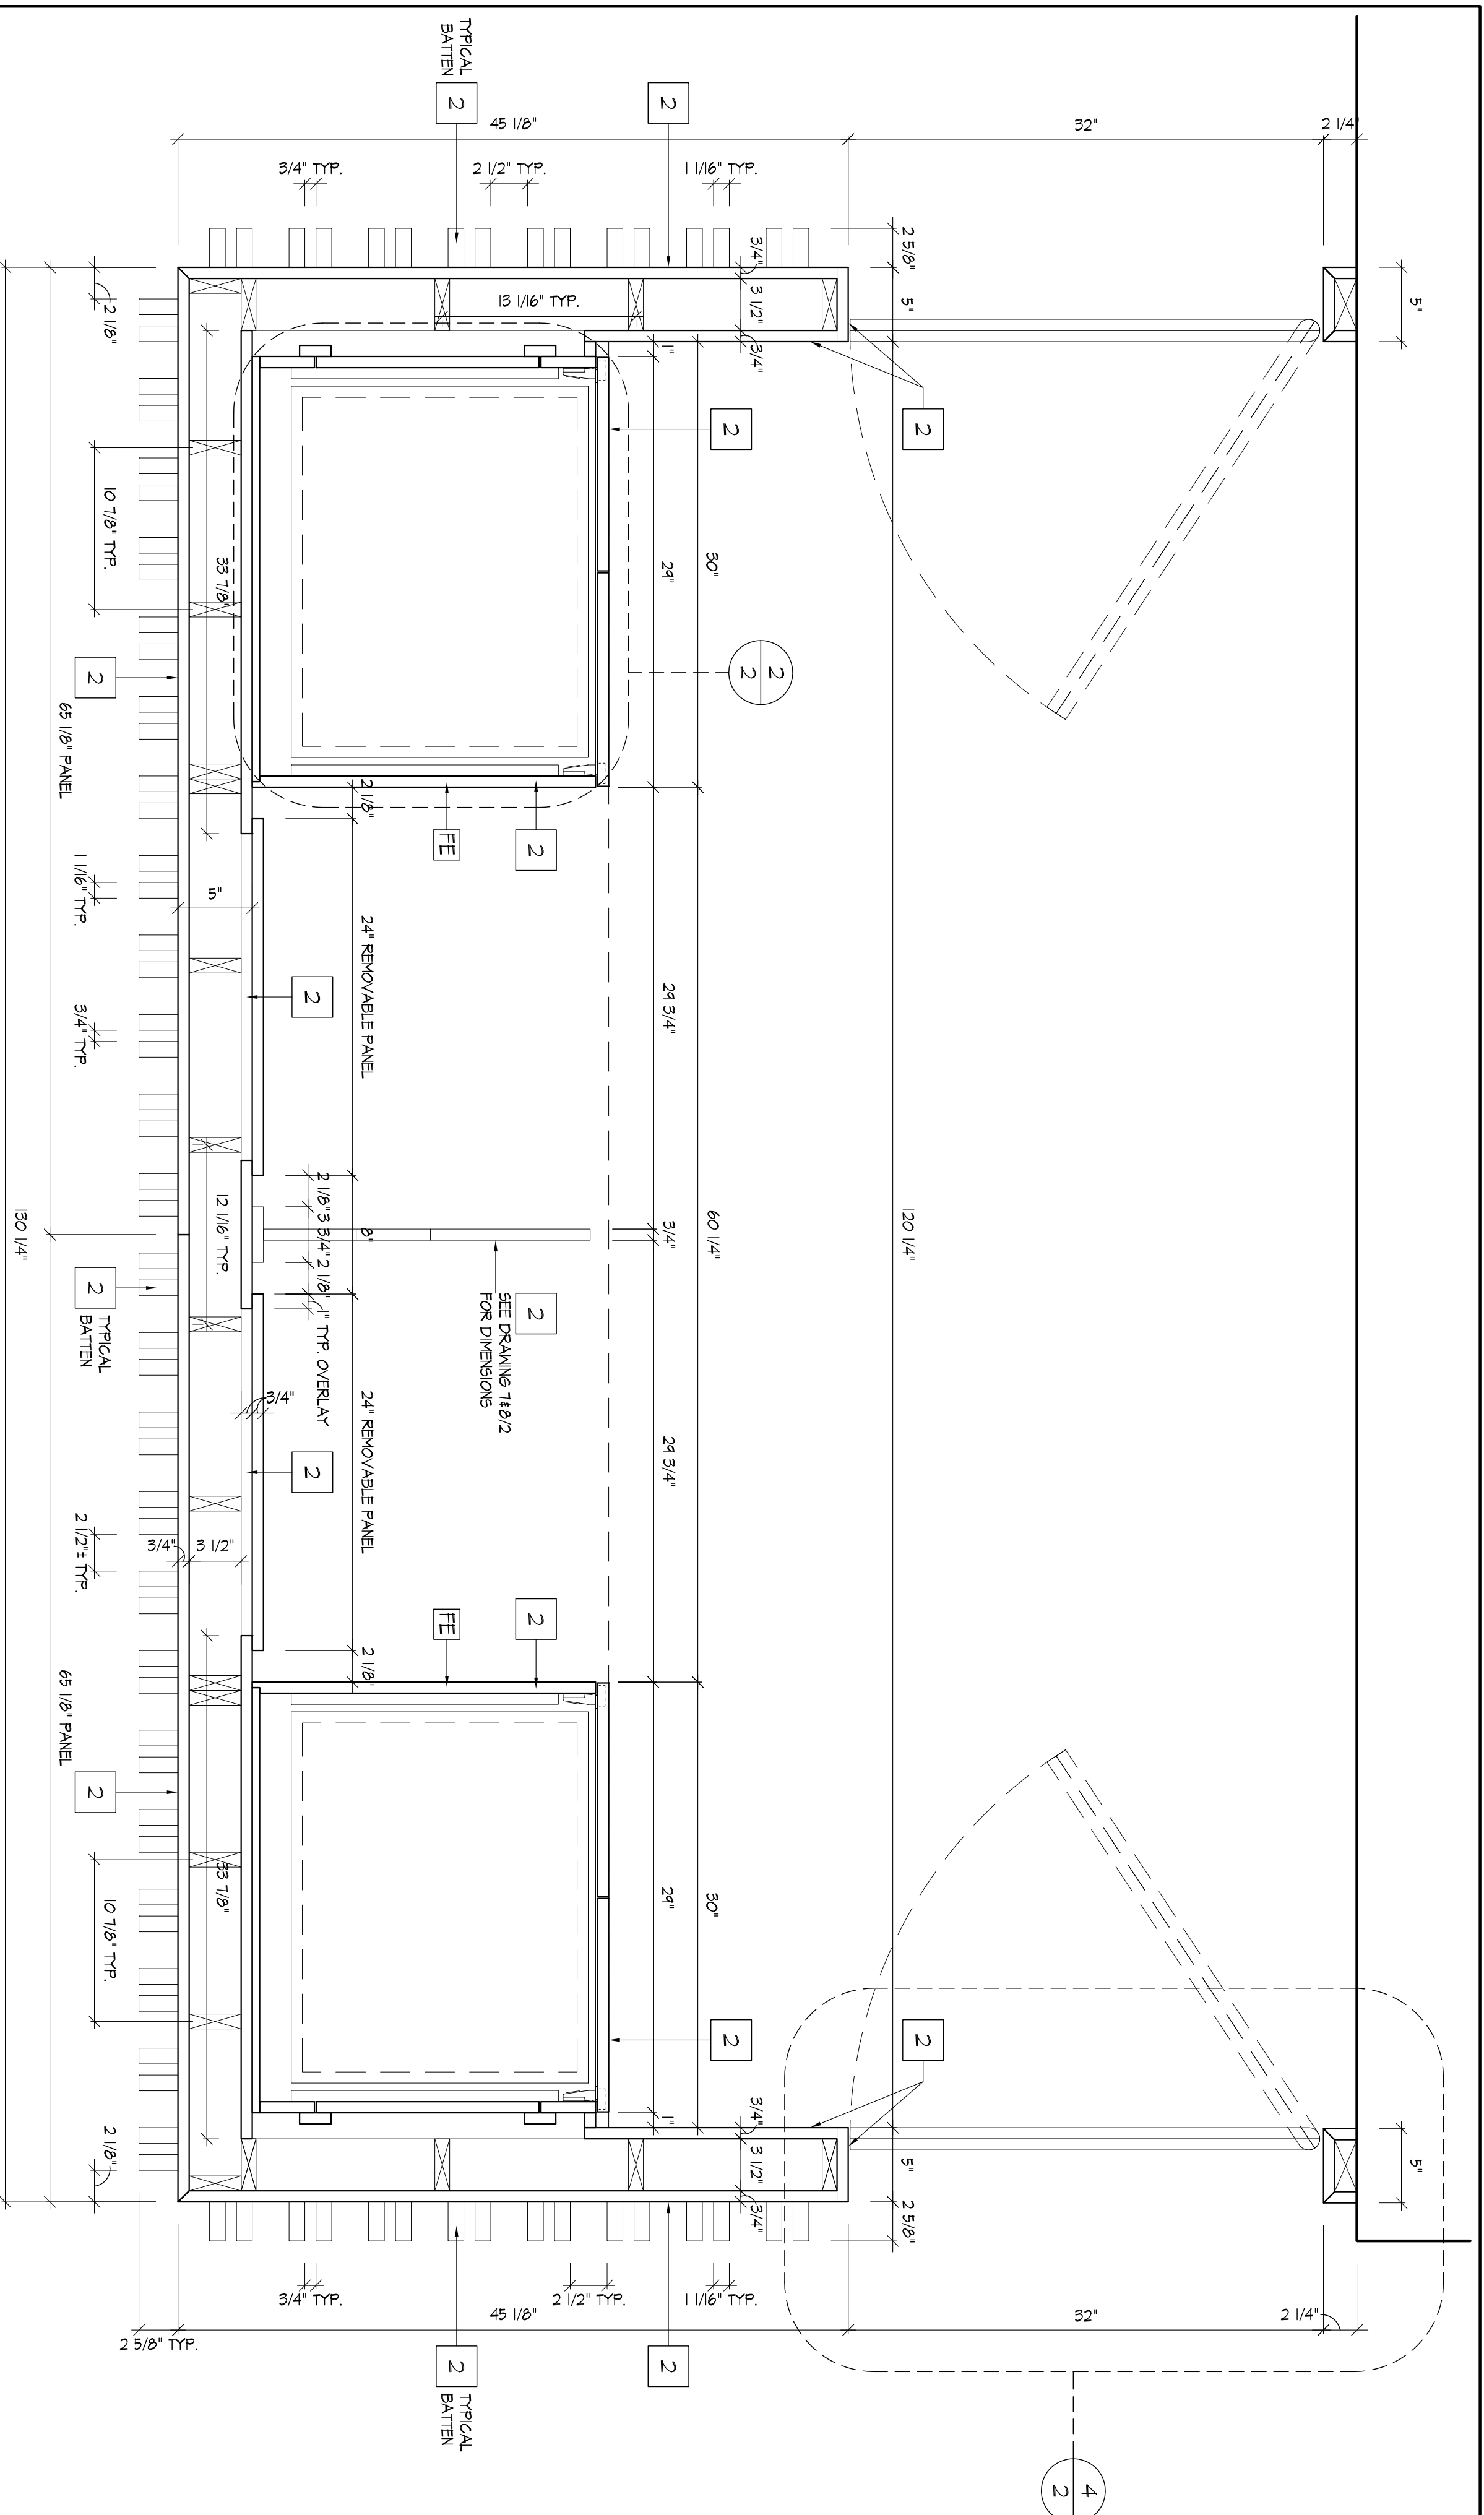 TYPICAL
BATTEN
2
2
45 1/8"
32"
2 1/4
3/4" TYP.
2 1/2" TYP.
1 1/16" TYP.
2 5/8"
5"
5"
3/4"
3 1/2"
3/4"
13 1/16" TYP.
1"
2 1/8"
2
2
10 7/8" TYP.
33 7/8"
29"
30"
2
2
2
65 1/8" PANEL
2 1/8"
FE
2
5"
1 1/16" TYP.
24" REMOVABLE PANEL
2
29 3/4"
3/4" TYP.
120 1/4"
130 1/4"
12 1/16" TYP.
2 1/8"
3 3/4"
2 1/8"
8"
3/4"
60 1/4"
2
TYPICAL
BATTEN
1" TYP. OVERLAY
2
SEE DRAWING 7&8/2
FOR DIMENSIONS
3/4"
24" REMOVABLE PANEL
2
29 3/4"
2 1/2"± TYP.
3/4"
3 1/2"
FE
2
2 1/8"
65 1/8" PANEL
2
33 7/8"
10 7/8" TYP.
29"
30"
2
2
2 1/8"
3/4"
3 1/2"
3/4"
1"
5"
2 5/8"
5"
3/4" TYP.
2 1/2" TYP.
1 1/16" TYP.
2 5/8" TYP.
45 1/8"
32"
2 1/4"
2
TYPICAL
BATTEN
2
4
2